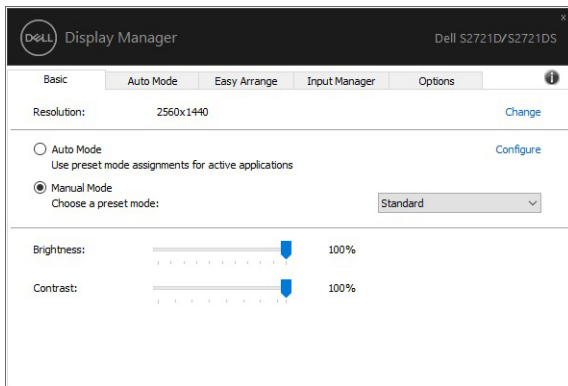 x
DELL Display Manager Dell S2721D/S2721DS
Basic Auto Mode Easy Arrange Input Manager Options i
Resolution: 2560x1440 Change
Auto Mode Configure
Use preset mode assignments for active applications
Manual Mode
Choose a preset mode: Standard
Brightness: 100%
Contrast: 100%